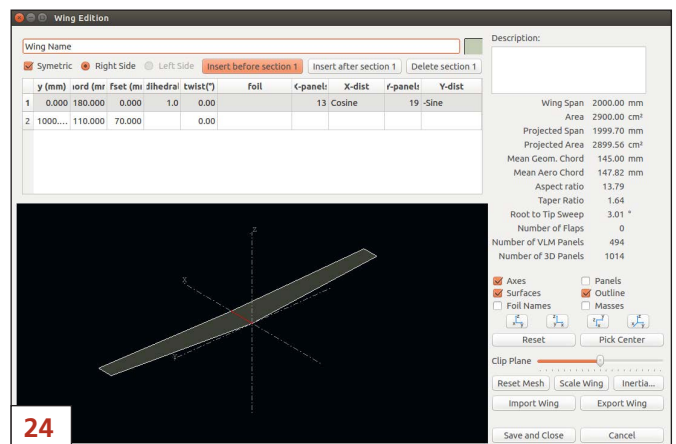 Wing Edition
Wing Name
Description:
Symetric Right Side Left Side Insert before section 1 Insert after section 1 Delete section 1
y (mm) ıord (mr fset (mı dihedral twist(°) foil X-panel: X-dist Y-panel: Y-dist
1 0.000 180.000 0.000 1.0 0.00 13 Cosine 19 -Sine
2 1000.... 110.000 70.000 0.00
Wing Span 2000.00 mm
Area 2900.00 cm²
Projected Span 1999.70 mm
Projected Area 2899.56 cm²
Mean Geom. Chord 145.00 mm
Mean Aero Chord 147.82 mm
Aspect ratio 13.79
Taper Ratio 1.64
Root to Tip Sweep 3.01 °
Number of Flaps 0
Number of VLM Panels 494
Number of 3D Panels 1014
Z
X
Y
Axes Panels
Surfaces Outline
Foil Names Masses
Reset Pick Center
Clip Plane
Reset Mesh Scale Wing Inertia...
Import Wing Export Wing
Save and Close Cancel
24